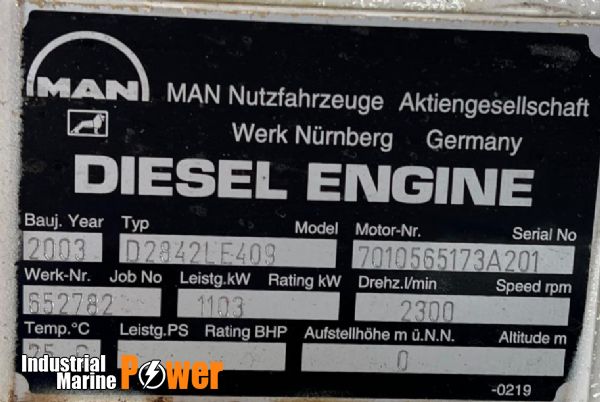 MAN
MAN Nutzfahrzeuge Aktiengesellschaft
Werk Nürnberg Germany
DIESEL ENGINE
Bauj. Year Typ Model Motor-Nr. Serial No
2003 D2842LE409 7010565173A201
Werk-Nr. Job No Leistg.kW Rating kW Drehz.l/min Speed rpm
652782 1103 2300
Temp.°C Leistg.PS Rating BHP Aufstellhöhe m ü.N.N. Altitude m
0
Industrial
Marine Power
-0219